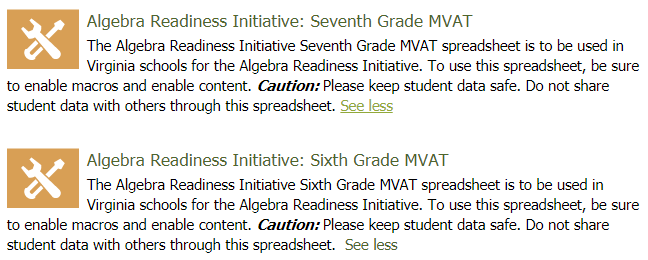 Algebra Readiness Initiative: Seventh Grade MVAT
The Algebra Readiness Initiative Seventh Grade MVAT spreadsheet is to be used in
Virginia schools for the Algebra Readiness Initiative. To use this spreadsheet, be sure
to enable macros and enable content. Caution: Please keep student data safe. Do not share
student data with others through this spreadsheet. See less
Algebra Readiness Initiative: Sixth Grade MVAT
The Algebra Readiness Initiative Sixth Grade MVAT spreadsheet is to be used in
Virginia schools for the Algebra Readiness Initiative. To use this spreadsheet, be sure
to enable macros and enable content. Caution: Please keep student data safe. Do not share
student data with others through this spreadsheet. See less